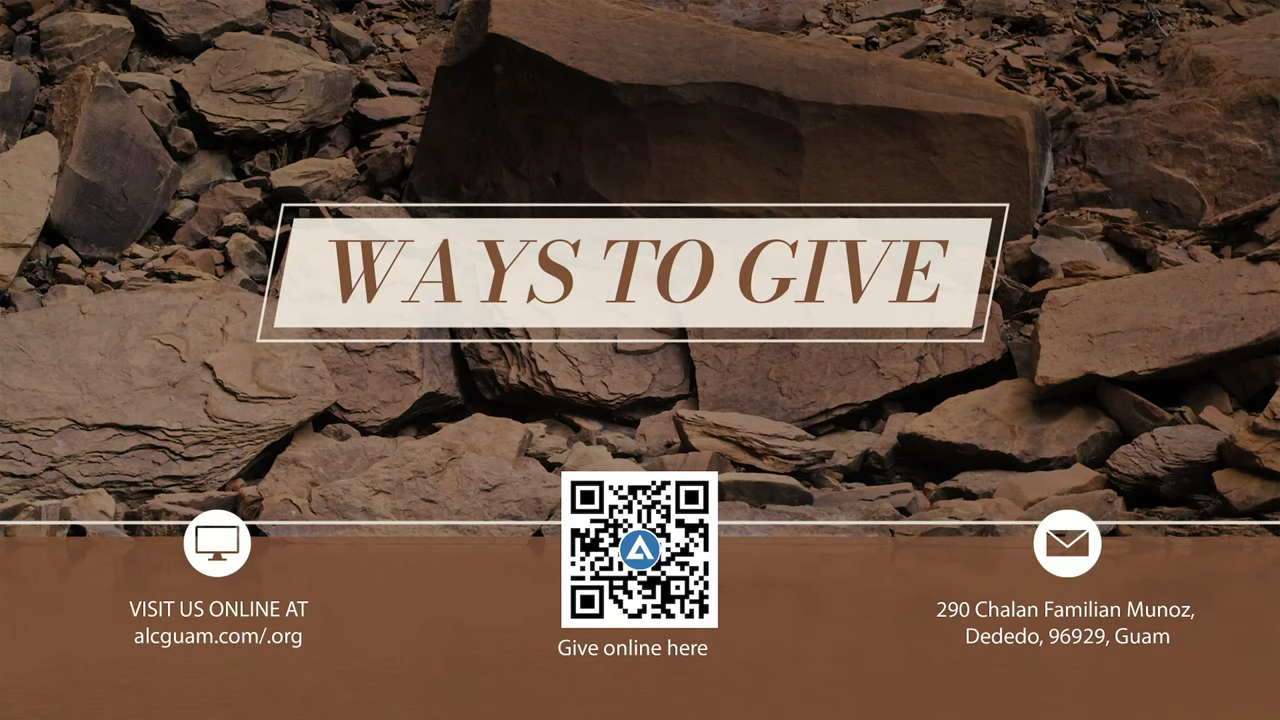 WAYS TO GIVE
VISIT US ONLINE AT
alcguam.com/.org
Give online here
290 Chalan Familian Munoz,
Dededo, 96929, Guam